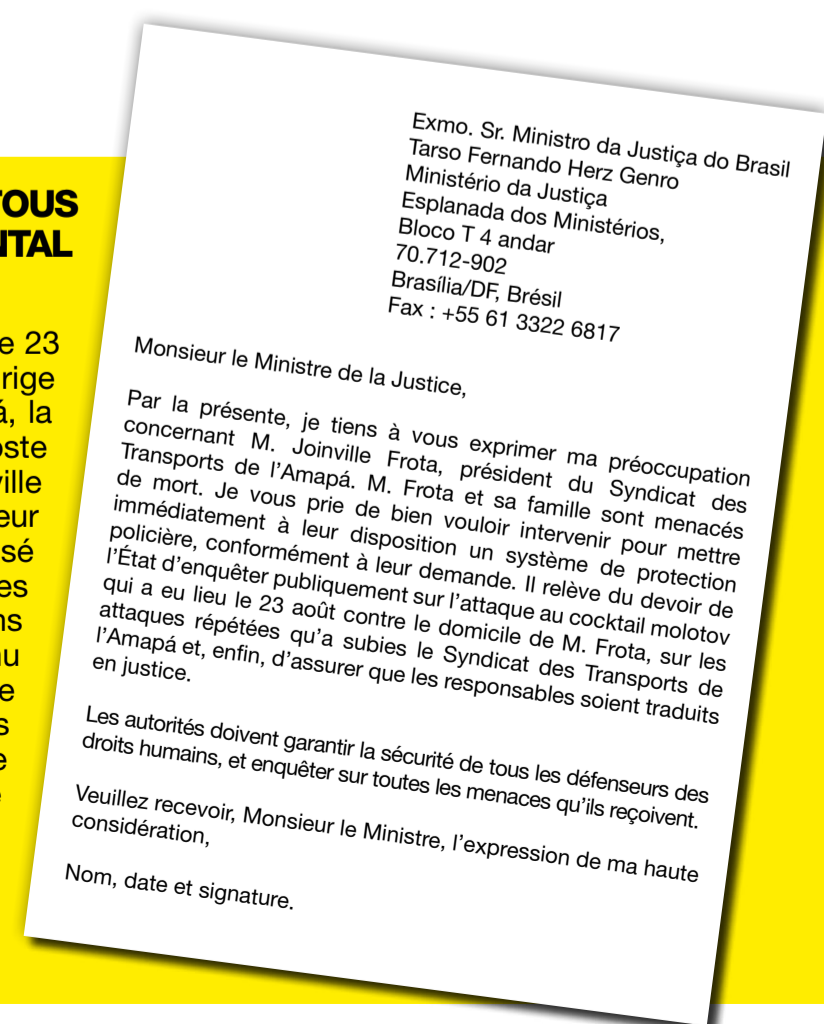 TOUS
NTAL
e 23
rige
á, la
oste
ville
eur
sé
es
ns
au
e
s
e
Exmo. Sr. Ministro da Justiça do Brasil
Tarso Fernando Herz Genro
Ministério da Justiça
Esplanada dos Ministérios,
Bloco T 4 andar
70.712-902
Brasília/DF, Brésil
Fax : +55 61 3322 6817
Monsieur le Ministre de la Justice,
Par la présente, je tiens à vous exprimer ma préoccupation
concernant M. Joinville Frota, président du Syndicat des
Transports de l’Amapá. M. Frota et sa famille sont menacés
de mort. Je vous prie de bien vouloir intervenir pour mettre
immédiatement à leur disposition un système de protection
policière, conformément à leur demande. Il relève du devoir de
l’État d’enquêter publiquement sur l’attaque au cocktail molotov
qui a eu lieu le 23 août contre le domicile de M. Frota, sur les
attaques répétées qu’a subies le Syndicat des Transports de
l’Amapá et, enfin, d’assurer que les responsables soient traduits
en justice.
Les autorités doivent garantir la sécurité de tous les défenseurs des
droits humains, et enquêter sur toutes les menaces qu’ils reçoivent.
Veuillez recevoir, Monsieur le Ministre, l’expression de ma haute
considération,
Nom, date et signature.